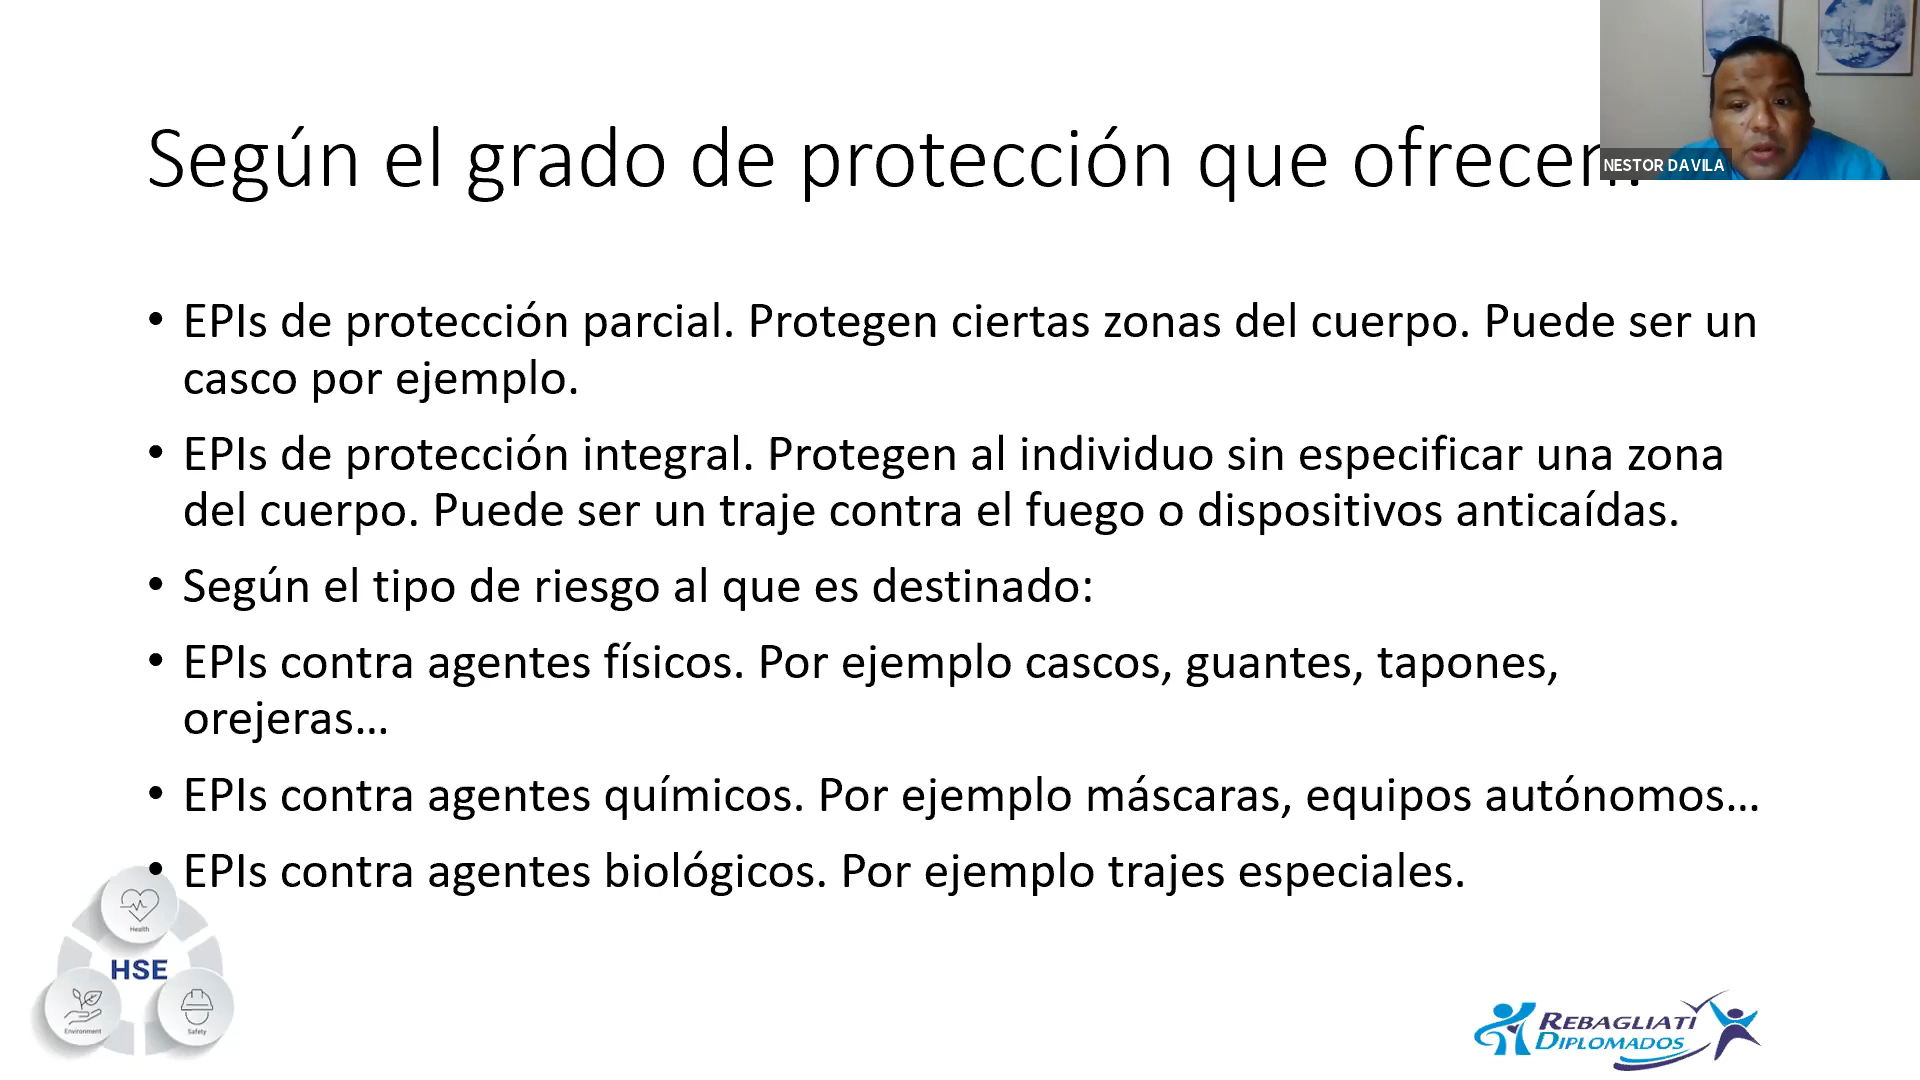 Según el grado de protección que ofrecen:
NESTOR DAVILA
• EPIs de protección parcial. Protegen ciertas zonas del cuerpo. Puede ser un
casco por ejemplo.
• EPIs de protección integral. Protegen al individuo sin especificar una zona
del cuerpo. Puede ser un traje contra el fuego o dispositivos anticaídas.
• Según el tipo de riesgo al que es destinado:
• EPIs contra agentes físicos. Por ejemplo cascos, guantes, tapones,
orejeras…
• EPIs contra agentes químicos. Por ejemplo máscaras, equipos autónomos…
• EPIs contra agentes biológicos. Por ejemplo trajes especiales.
Health
HSE
Environment
Safety
REBAGLIATI
DIPLOMADOS